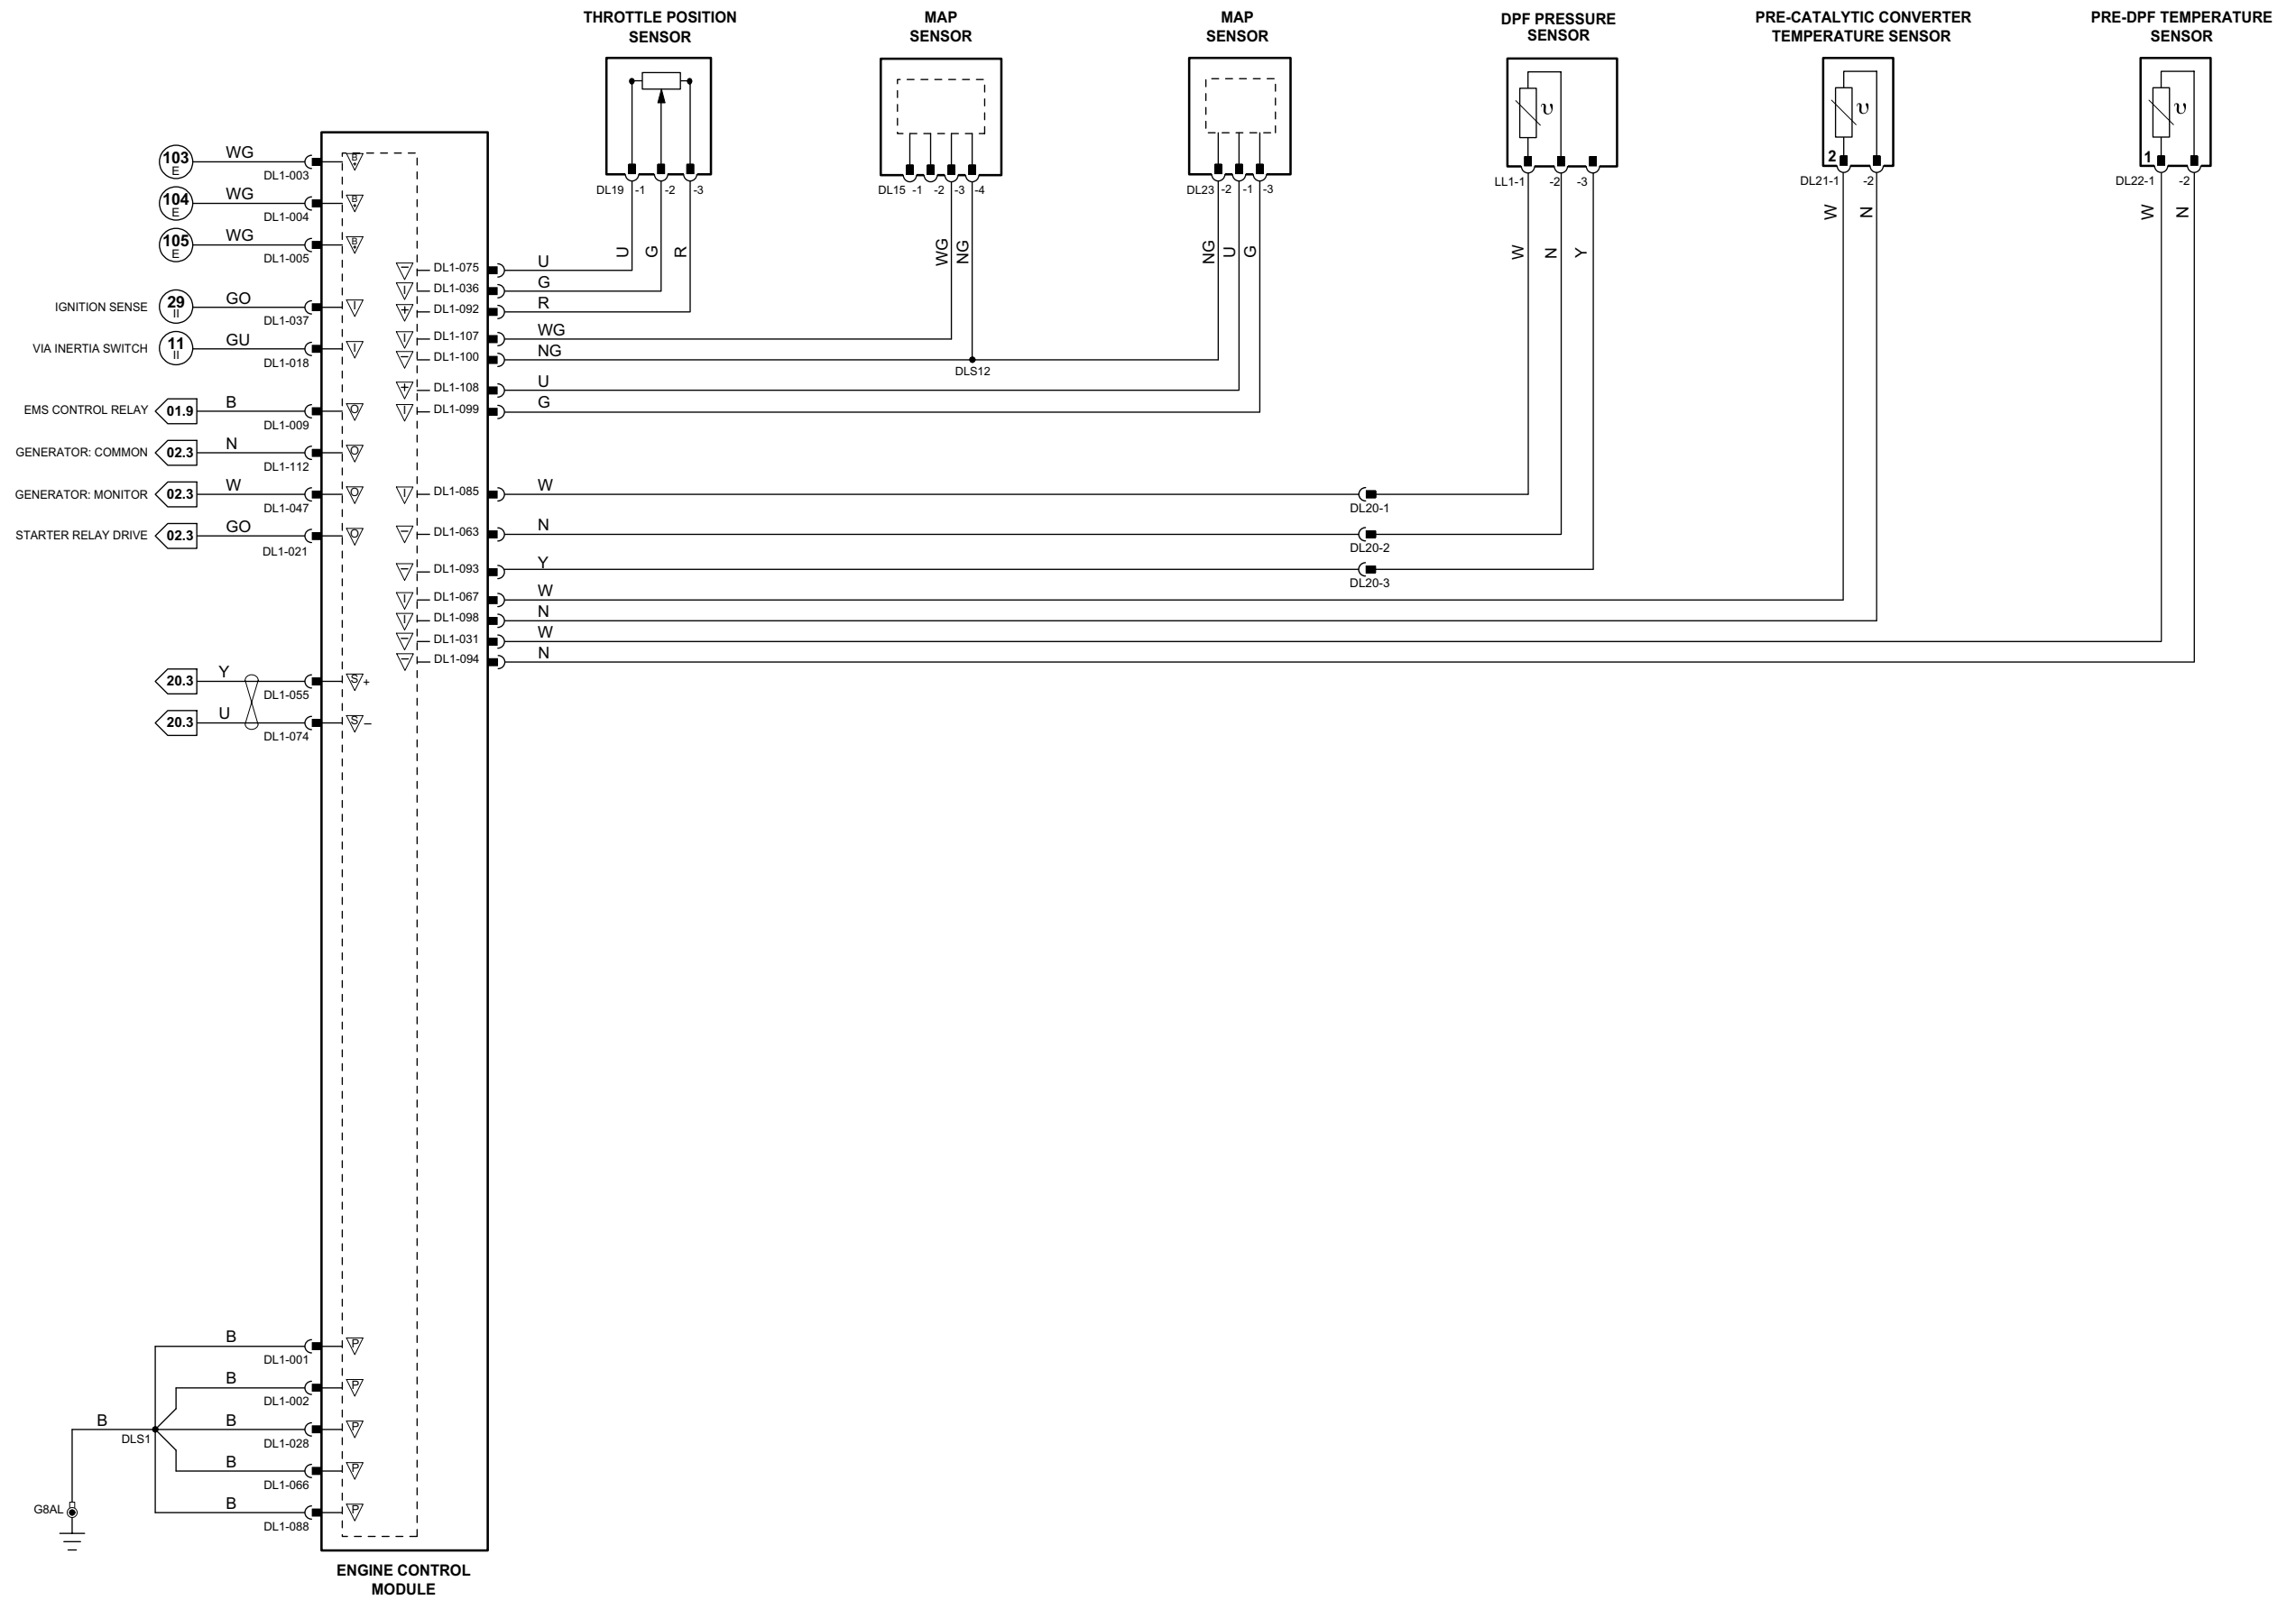 THROTTLE POSITION
SENSOR
MAP
SENSOR
MAP
SENSOR
DPF PRESSURE
SENSOR
PRE-CATALYTIC CONVERTER
TEMPERATURE SENSOR
PRE-DPF TEMPERATURE
SENSOR
DL19 -1 -2 -3
DL15 -1 -2 -3 -4
DL23 -2 -1 -3
υ
LL1-1 -2 -3
υ
2
DL21-1 -2
υ
1
DL22-1 -2
U G R
WG NG
NG U G
W N Y
W N
W N
103
E
WG
DL1-003
B
104
E
WG
DL1-004
B
105
E
WG
DL1-005
B
IGNITION SENSE 29
II
GO
DL1-037
I
VIA INERTIA SWITCH 11
II
GU
DL1-018
I
EMS CONTROL RELAY 01.9 B
DL1-009
O
GENERATOR: COMMON 02.3 N
DL1-112
O
GENERATOR: MONITOR 02.3 W
DL1-047
O
STARTER RELAY DRIVE 02.3 GO
DL1-021
O
20.3 Y
DL1-055
S +
20.3 U
DL1-074
S –
– DL1-075 U
I DL1-036 G
+ DL1-092 R
I DL1-107 WG
– DL1-100 NG
DLS12
+ DL1-108 U
I DL1-099 G
I DL1-085 W
DL20-1
– DL1-063 N
DL20-2
– DL1-093 Y
DL20-3
I DL1-067 W
I DL1-098 N
– DL1-031 W
– DL1-094 N
B
DL1-001
P
B
DL1-002
P
B
DLS1
B
DL1-028
P
B
DL1-066
P
B
DL1-088
P
G8AL
ENGINE CONTROL
MODULE